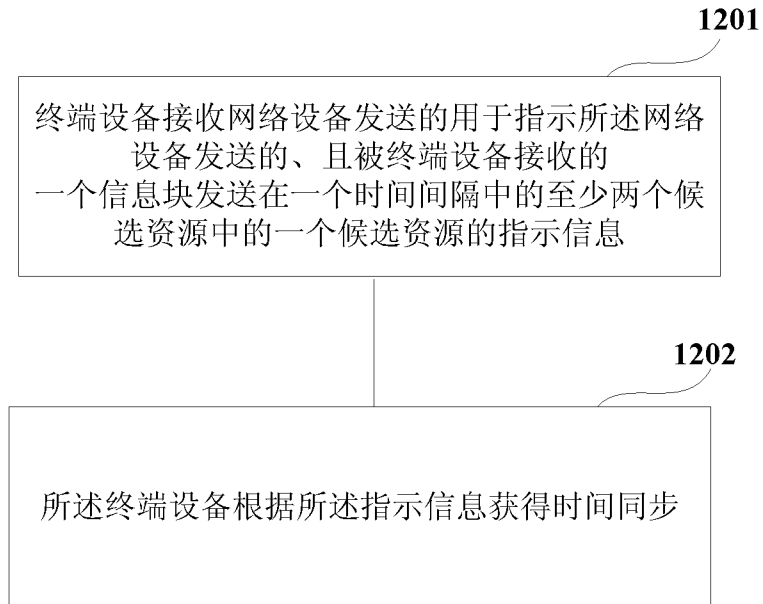 1201
终端设备接收网络设备发送的用于指示所述网络
设备发送的、且被终端设备接收的
一个信息块发送在一个时间间隔中的至少两个候
选资源中的一个候选资源的指示信息
1202
所述终端设备根据所述指示信息获得时间同步